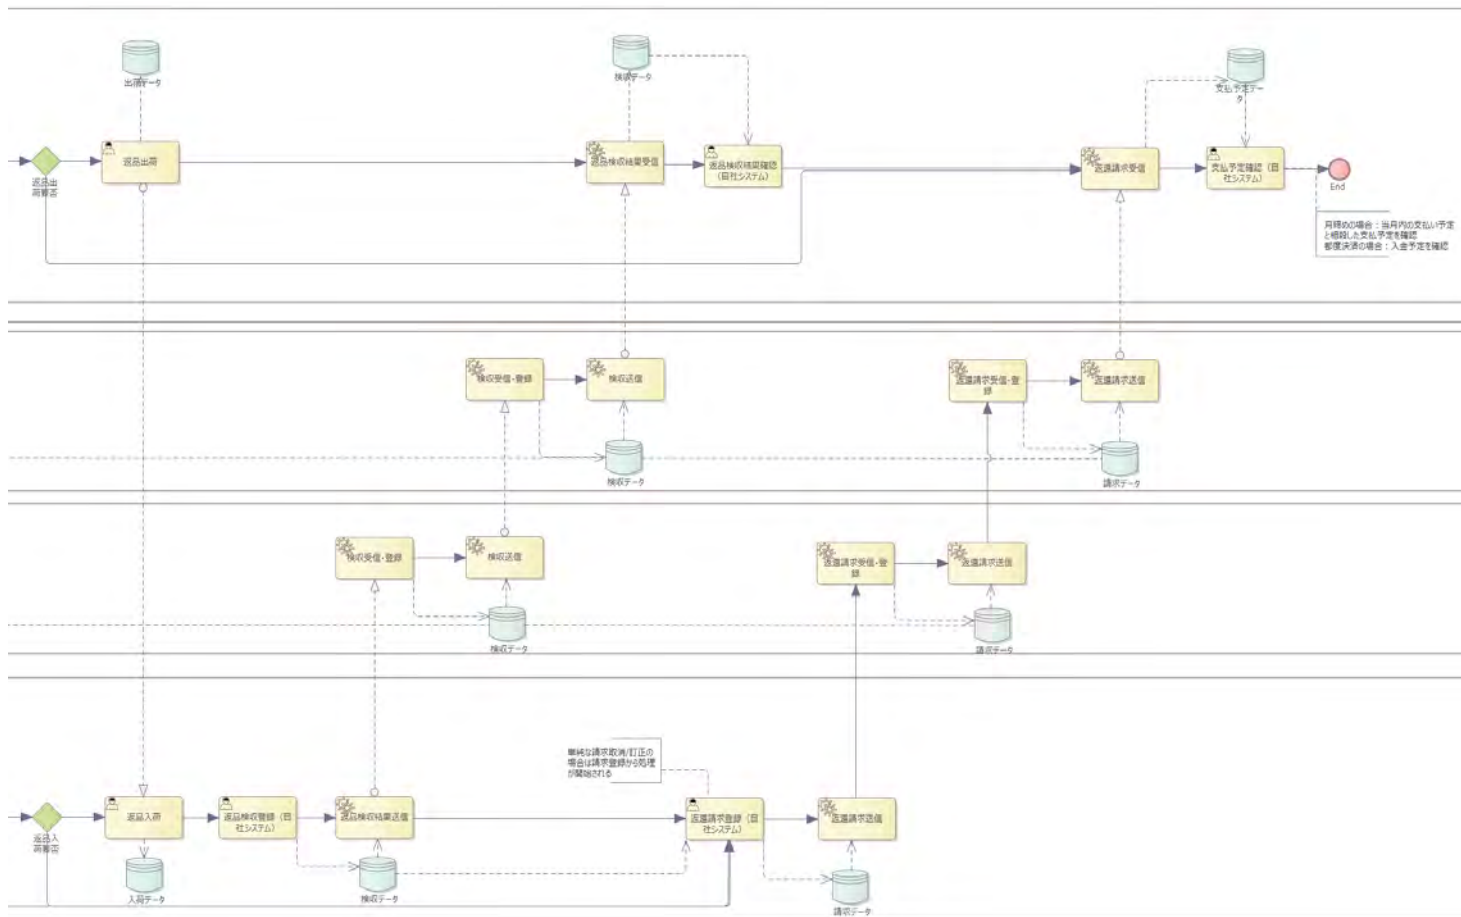 出荷データ
検収データ
支払予定デー
タ
返品出荷
返品検収結果受信
返品検収結果確認
(自社システム)
返還請求受信
支払予定確認(自
社システム)
End
返品出
荷要否
月締めの場合:当月内の支払い予定
と相殺した支払予定を確認
都度決済の場合:入金予定を確認
検収受信・登録
検収送信
返還請求受信・登
録
返還請求送信
検収データ
請求データ
検収受信・登録
検収送信
返還請求受信・登
録
返還請求送信
検収データ
請求データ
単純な請求取消/訂正の
場合は請求登録から処理
が開始される
返品入荷
返品検収登録(自
社システム)
返品検収結果送信
返還請求登録(自
社システム)
返還請求送信
返品入
荷要否
入荷データ
検収データ
請求データ